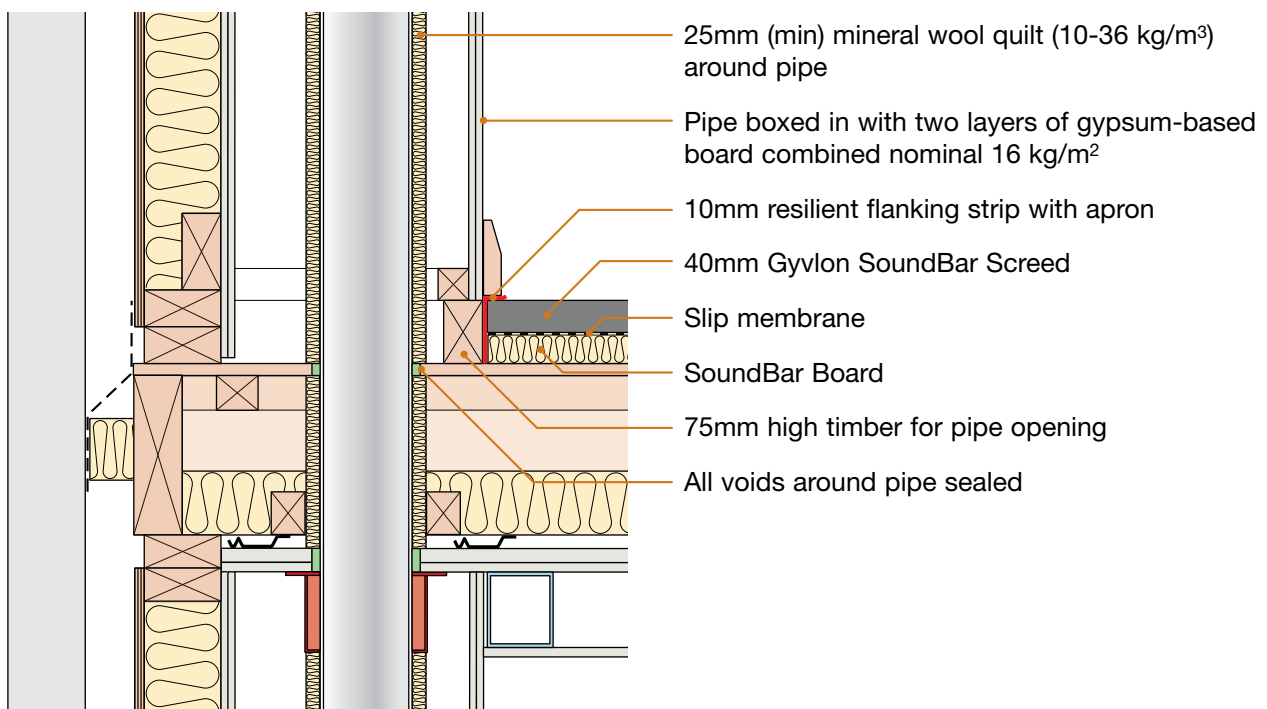 25mm (min) mineral wool quilt (10-36 kg/m³)
around pipe
Pipe boxed in with two layers of gypsum-based
board combined nominal 16 kg/m²
10mm resilient flanking strip with apron
40mm Gyvlon SoundBar Screed
Slip membrane
SoundBar Board
75mm high timber for pipe opening
All voids around pipe sealed